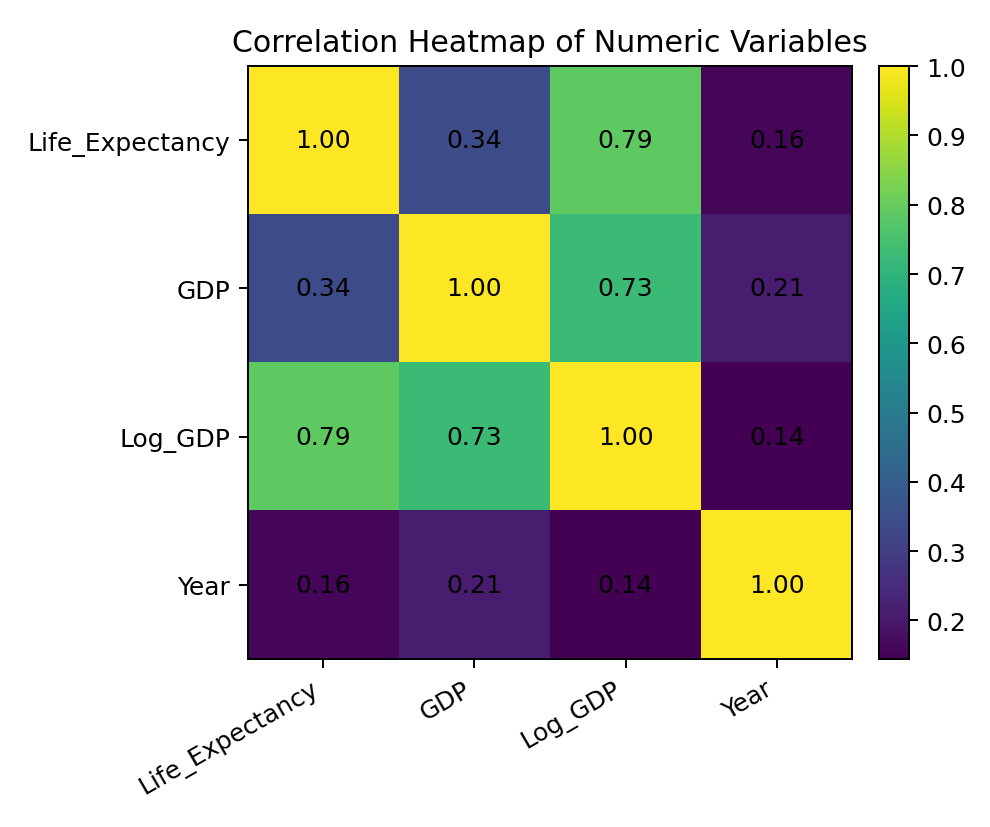 Correlation Heatmap of Numeric Variables
Life_Expectancy 1.00 0.34 0.79 0.16
GDP 0.34 1.00 0.73 0.21
Log_GDP 0.79 0.73 1.00 0.14
Year 0.16 0.21 0.14 1.00
Life_Expectancy GDP Log_GDP Year
1.0
0.9
0.8
0.7
0.6
0.5
0.4
0.3
0.2